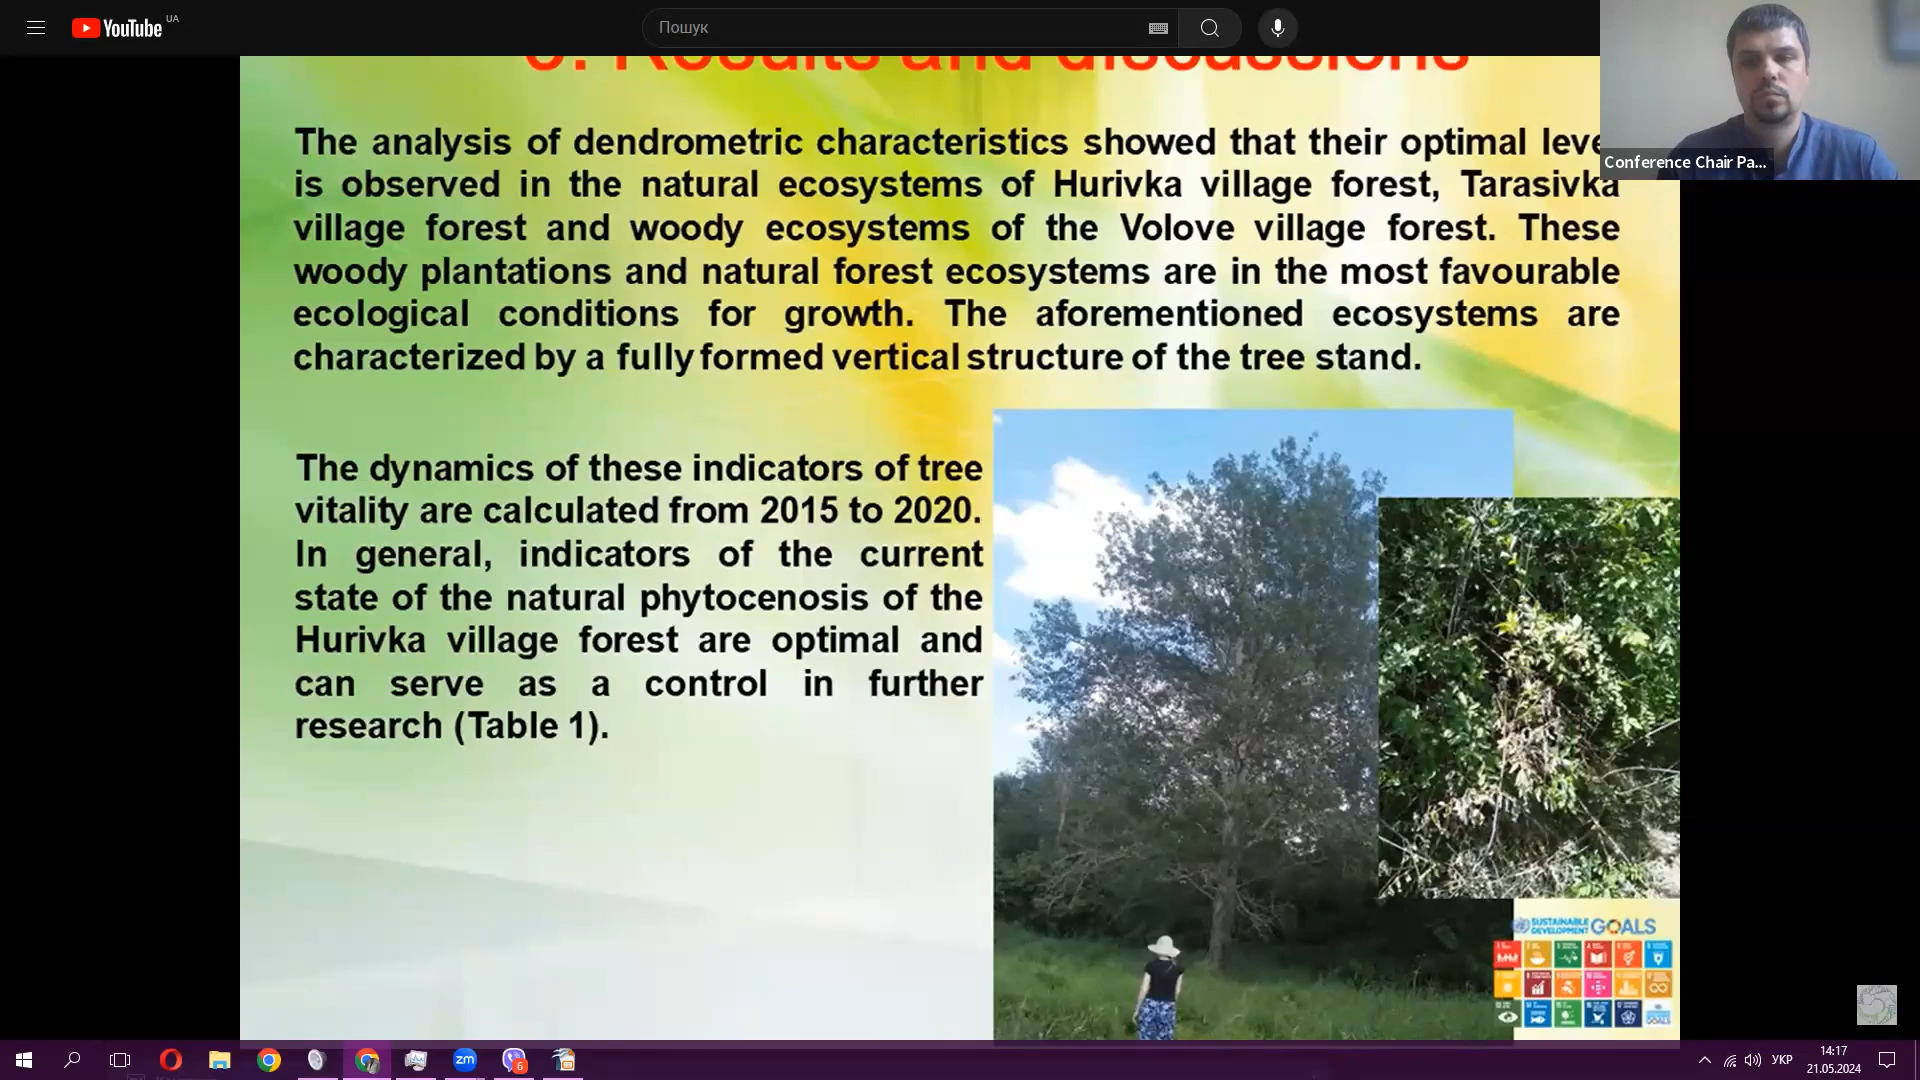 YouTube UA
Пошук
Results and discussions
Conference Chair Pa...
The analysis of dendrometric characteristics showed that their optimal leve
is observed in the natural ecosystems of Hurivka village forest, Tarasivka
village forest and woody ecosystems of the Volove village forest. These
woody plantations and natural forest ecosystems are in the most favourable
ecological conditions for growth. The aforementioned ecosystems are
characterized by a fully formed vertical structure of the tree stand.
The dynamics of these indicators of tree
vitality are calculated from 2015 to 2020.
In general, indicators of the current
state of the natural phytocenosis of the
Hurivka village forest are optimal and
can serve as a control in further
research (Table 1).
SUSTAINABLE
DEVELOPMENT GOALS
zm
6
УКР
14:17
21.05.2024